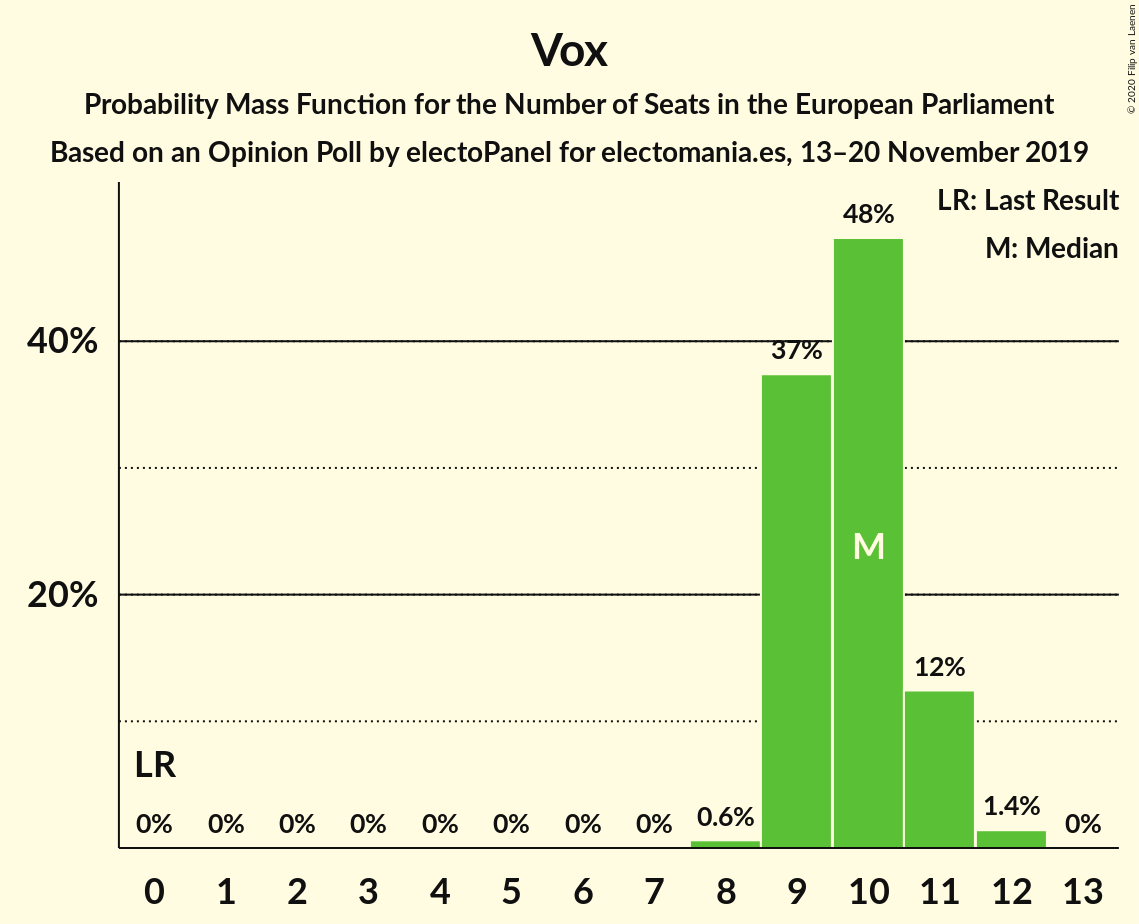 Vox
Probability Mass Function for the Number of Seats in the European Parliament
Based on an Opinion Poll by electoPanel for electomania.es, 13–20 November 2019
© 2020 Filip van Laenen
LR: Last Result
M: Median
48%
40%
37%
M
20%
12%
LR
0% 0% 0% 0% 0% 0% 0% 0% 0.6% 1.4% 0%
0 1 2 3 4 5 6 7 8 9 10 11 12 13